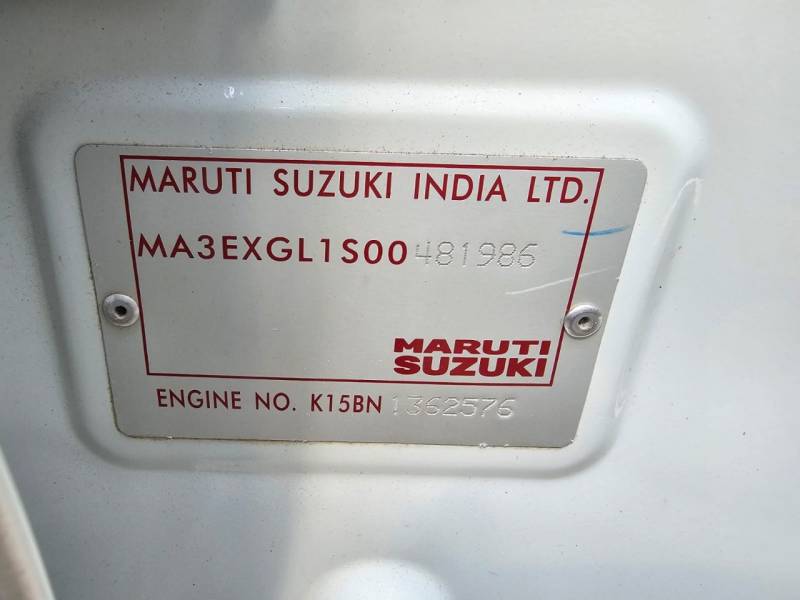 MARUTI SUZUKI INDIA LTD.
MA3EXGL1S00481986
MARUTI
SUZUKI
ENGINE NO. K15BN1362576